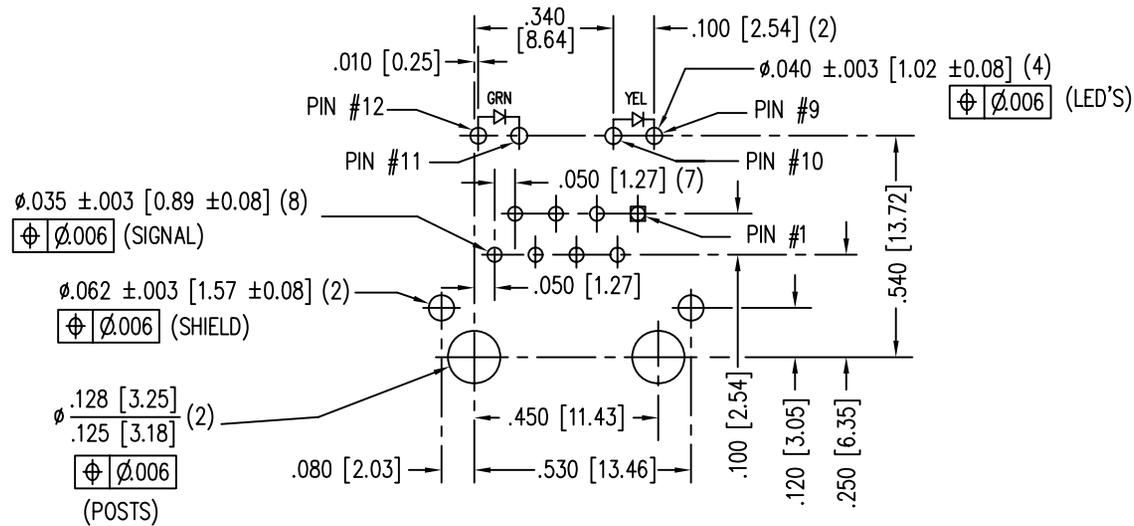 .340
[8.64]
.100 [2.54] (2)
.010 [0.25]
ø.040 ±.003 [1.02 ±0.08] (4)
⌖ Ø.006 (LED'S)
GRN
YEL
PIN #12
PIN #9
PIN #11
PIN #10
.050 [1.27] (7)
ø.035 ±.003 [0.89 ±0.08] (8)
⌖ Ø.006 (SIGNAL)
PIN #1
.540 [13.72]
.050 [1.27]
ø.062 ±.003 [1.57 ±0.08] (2)
⌖ Ø.006 (SHIELD)
ø .128 [3.25]
.125 [3.18] (2)
⌖ Ø.006
(POSTS)
.450 [11.43]
.080 [2.03]
.530 [13.46]
.100 [2.54]
.120 [3.05]
.250 [6.35]